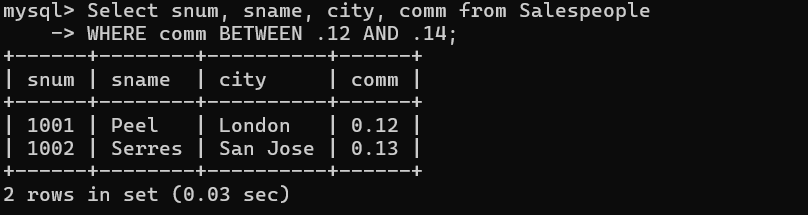 mysql> Select snum, sname, city, comm from Salespeople
    -> WHERE comm BETWEEN .12 AND .14;
+------+--------+----------+------+
| snum | sname  | city     | comm |
+------+--------+----------+------+
| 1001 | Peel   | London   | 0.12 |
| 1002 | Serres | San Jose | 0.13 |
+------+--------+----------+------+
2 rows in set (0.03 sec)